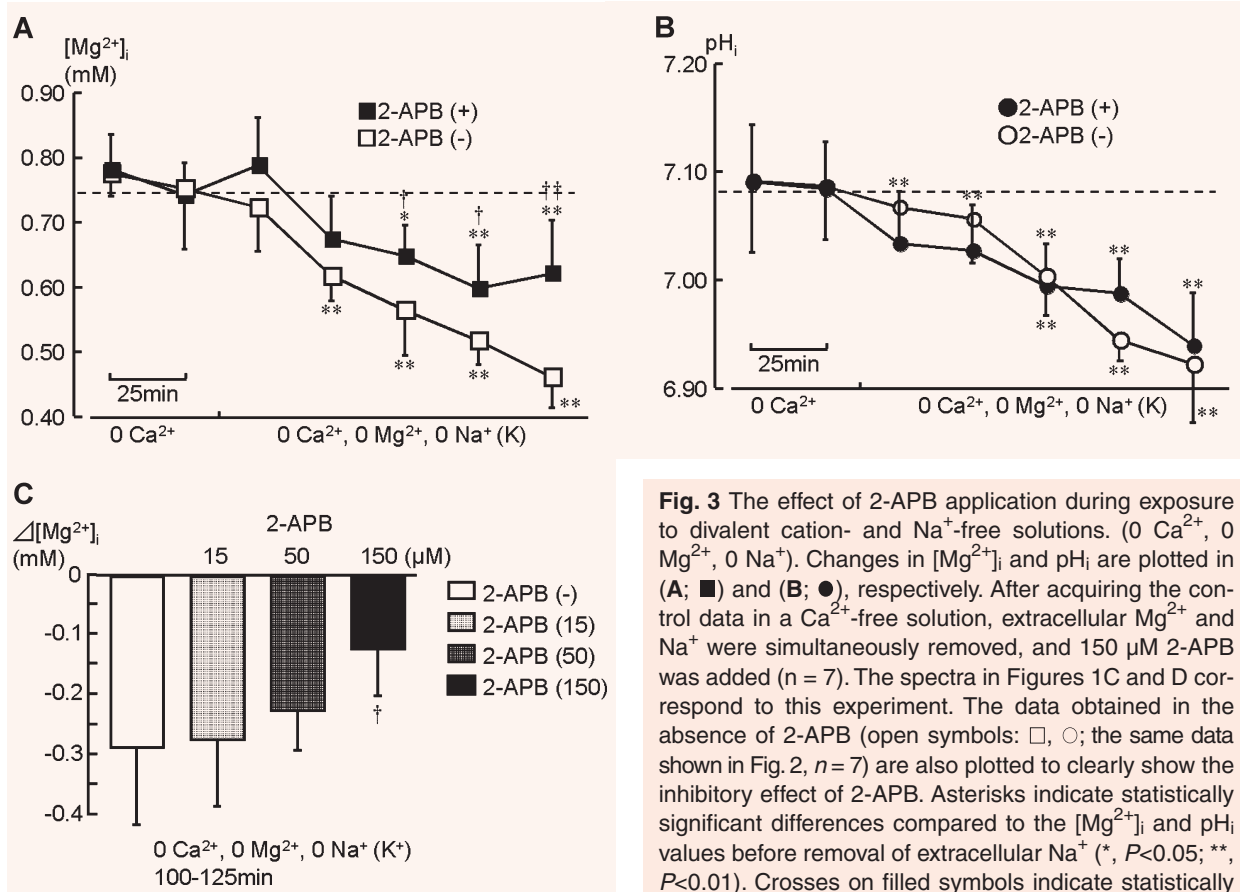 A
[Mg²⁺]ᵢ
(mM)
0.90
0.80
0.70
0.60
0.50
0.40
■2-APB (+)
□2-APB (-)
†
*
†
**
††
**
**
**
**
**
25min
0 Ca²⁺
0 Ca²⁺, 0 Mg²⁺, 0 Na⁺ (K)
B
pHᵢ
7.20
7.10
7.00
6.90
●2-APB (+)
○2-APB (-)
**
**
**
**
**
**
**
**
25min
0 Ca²⁺
0 Ca²⁺, 0 Mg²⁺, 0 Na⁺ (K)
C
⊿[Mg²⁺]ᵢ
(mM)
2-APB
15 50 150 (μM)
0
-0.1
-0.2
-0.3
-0.4
†
2-APB (-)
2-APB (15)
2-APB (50)
2-APB (150)
0 Ca²⁺, 0 Mg²⁺, 0 Na⁺ (K⁺)
100-125min
Fig. 3 The effect of 2-APB application during exposure
to divalent cation- and Na⁺-free solutions. (0 Ca²⁺, 0
Mg²⁺, 0 Na⁺). Changes in [Mg²⁺]ᵢ and pHᵢ are plotted in
(A; ■) and (B; ●), respectively. After acquiring the con-
trol data in a Ca²⁺-free solution, extracellular Mg²⁺ and
Na⁺ were simultaneously removed, and 150 μM 2-APB
was added (n = 7). The spectra in Figures 1C and D cor-
respond to this experiment. The data obtained in the
absence of 2-APB (open symbols: □, ○; the same data
shown in Fig. 2, n = 7) are also plotted to clearly show the
inhibitory effect of 2-APB. Asterisks indicate statistically
significant differences compared to the [Mg²⁺]ᵢ and pHᵢ
values before removal of extracellular Na⁺ (*, P<0.05; **,
P<0.01). Crosses on filled symbols indicate statistically